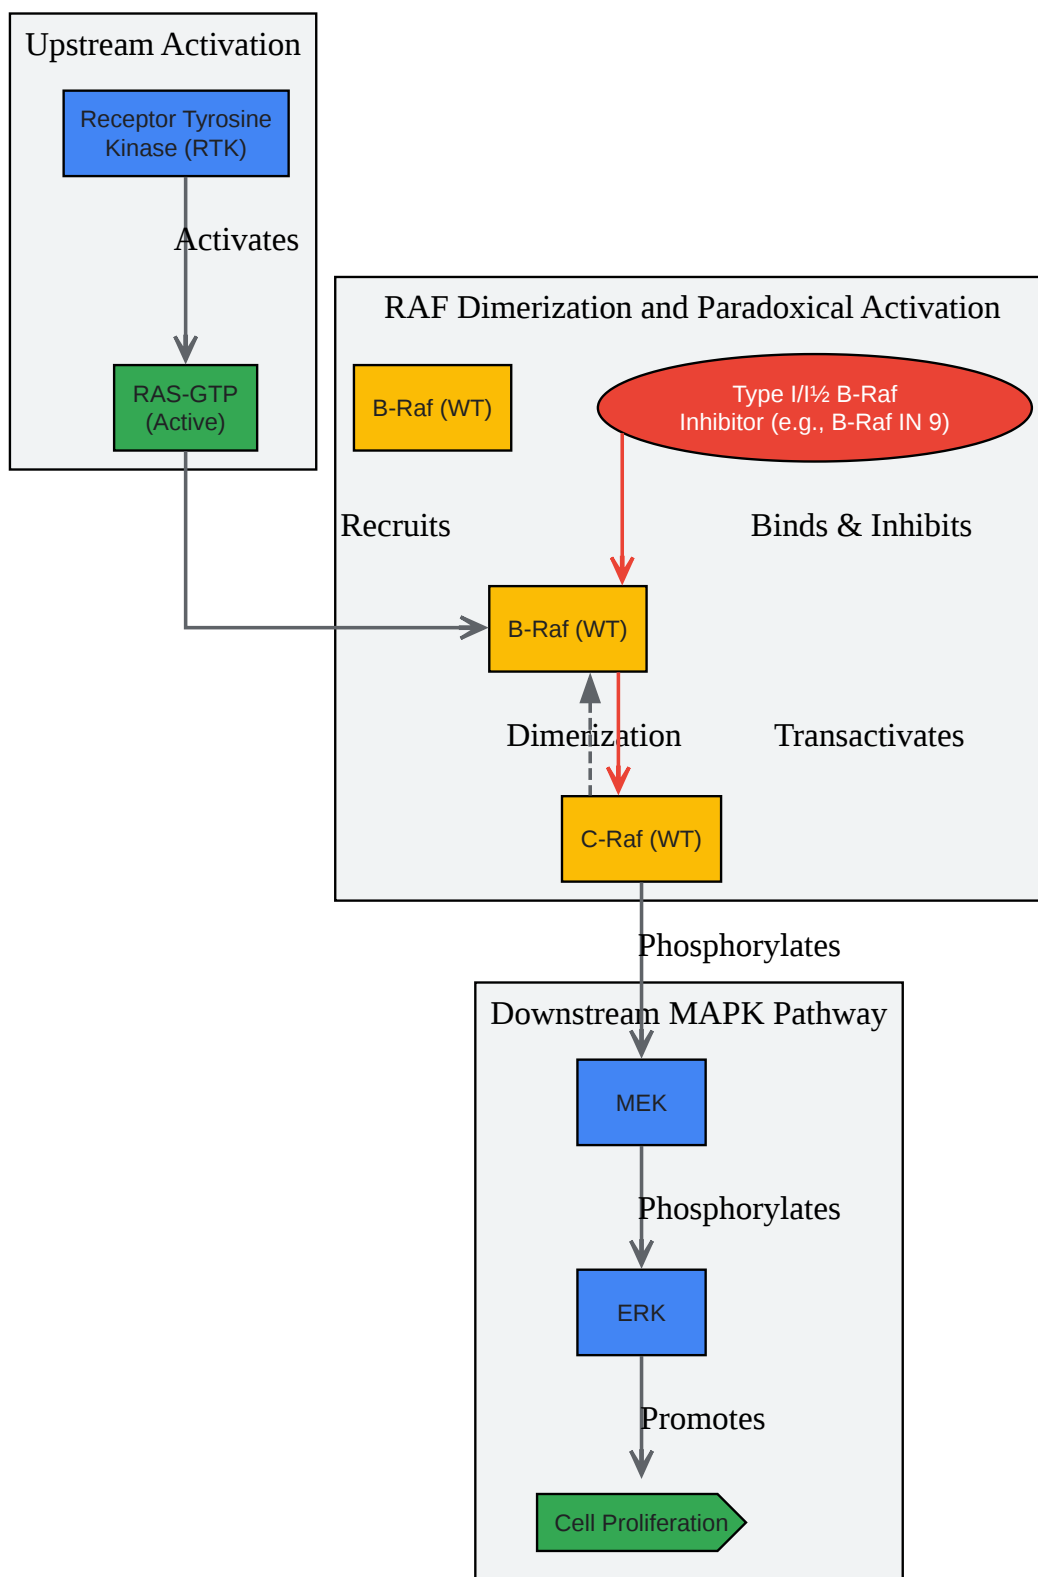 Upstream Activation
Receptor Tyrosine
Kinase (RTK)
Activates
RAS-GTP
(Active)
RAF Dimerization and Paradoxical Activation
B-Raf (WT)
Type I/I½ B-Raf
Inhibitor (e.g., B-Raf IN 9)
Recruits
Binds & Inhibits
B-Raf (WT)
Dimerization
Transactivates
C-Raf (WT)
Phosphorylates
Downstream MAPK Pathway
MEK
Phosphorylates
ERK
Promotes
Cell Proliferation